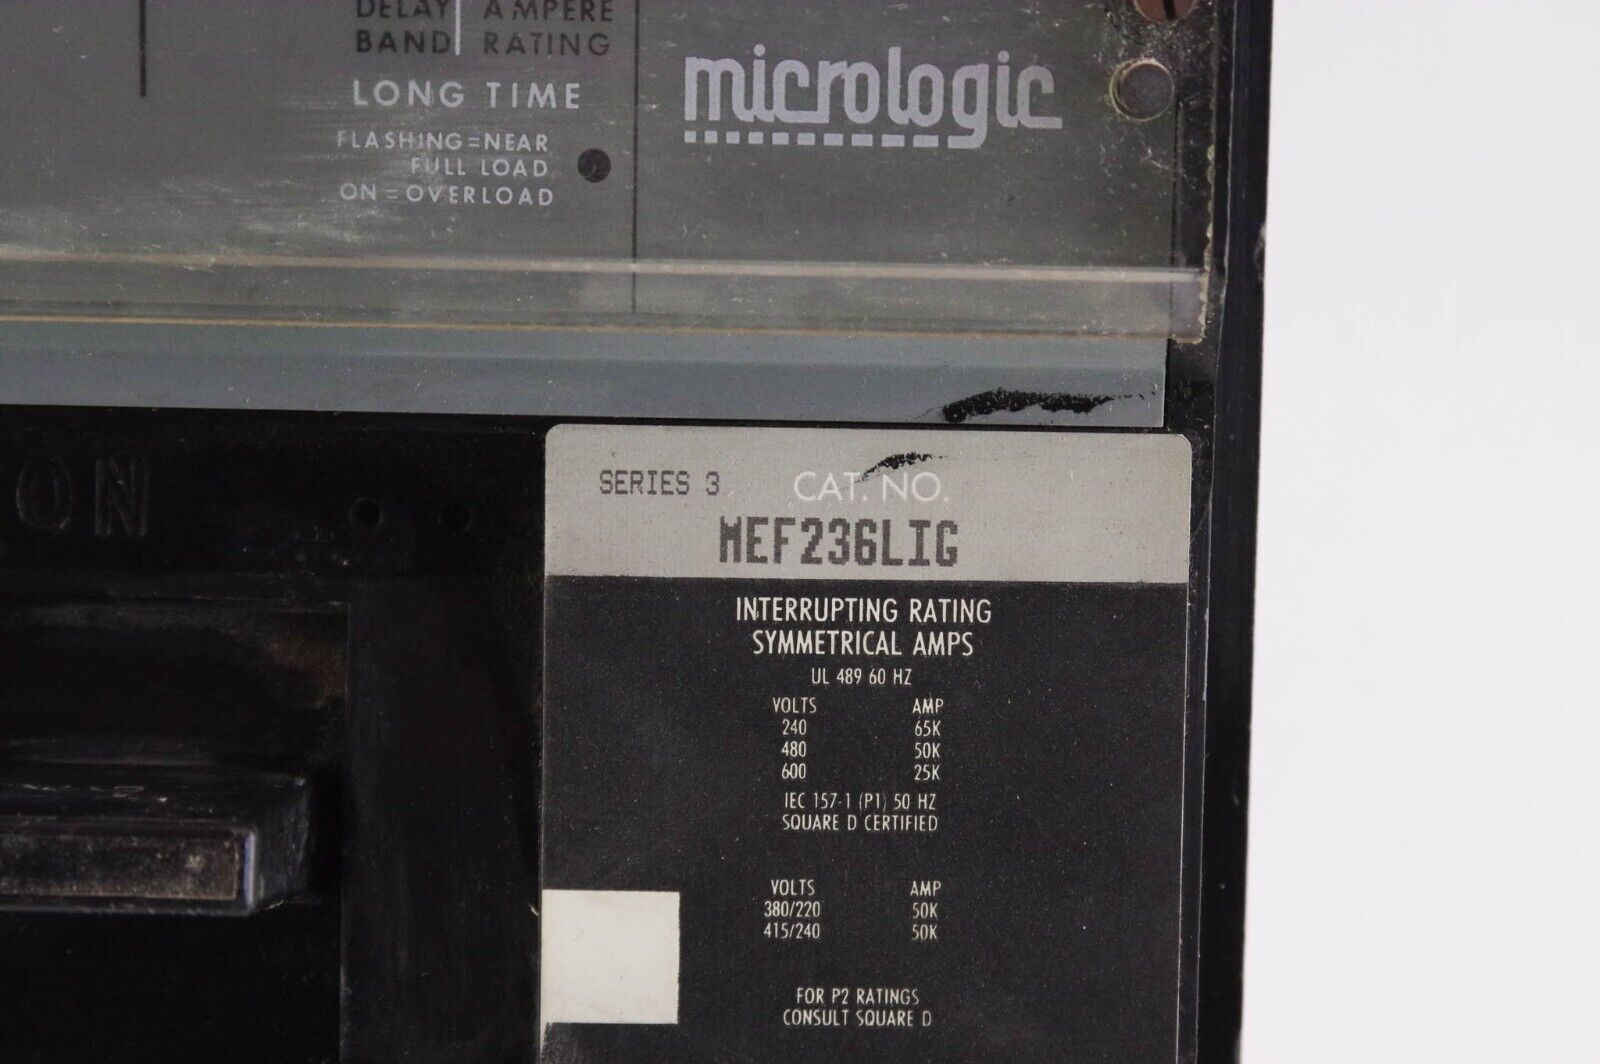 DELAY AMPERE
BAND RATING
LONG TIME
FLASHING=NEAR
FULL LOAD
ON=OVERLOAD
micrologic
ON
SERIES 3 CAT. NO.
MEF236LIG
INTERRUPTING RATING
SYMMETRICAL AMPS
UL 489 60 HZ
VOLTS AMP
240 65K
480 50K
600 25K
IEC 157-1 (P1) 50 HZ
SQUARE D CERTIFIED
VOLTS AMP
380/220 50K
415/240 50K
FOR P2 RATINGS
CONSULT SQUARE D